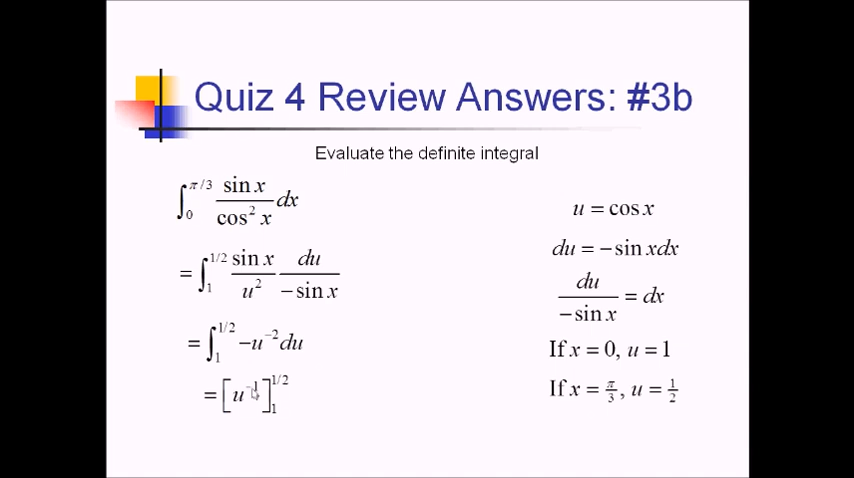 Quiz 4 Review Answers: #3b
Evaluate the definite integral
∫₀^{π/3} sin x / cos² x dx
= ∫₁^{1/2} sin x / u² du / −sin x
= ∫₁^{1/2} −u⁻² du
= [u⁻¹]₁^{1/2}
u = cos x
du = −sin xdx
du / −sin x = dx
If x = 0, u = 1
If x = π/3, u = 1/2